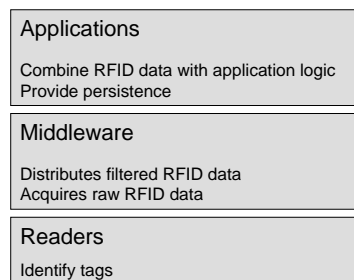 Applications
Combine RFID data with application logic
Provide persistence
Middleware
Distributes filtered RFID data
Acquires raw RFID data
Readers
Identify tags